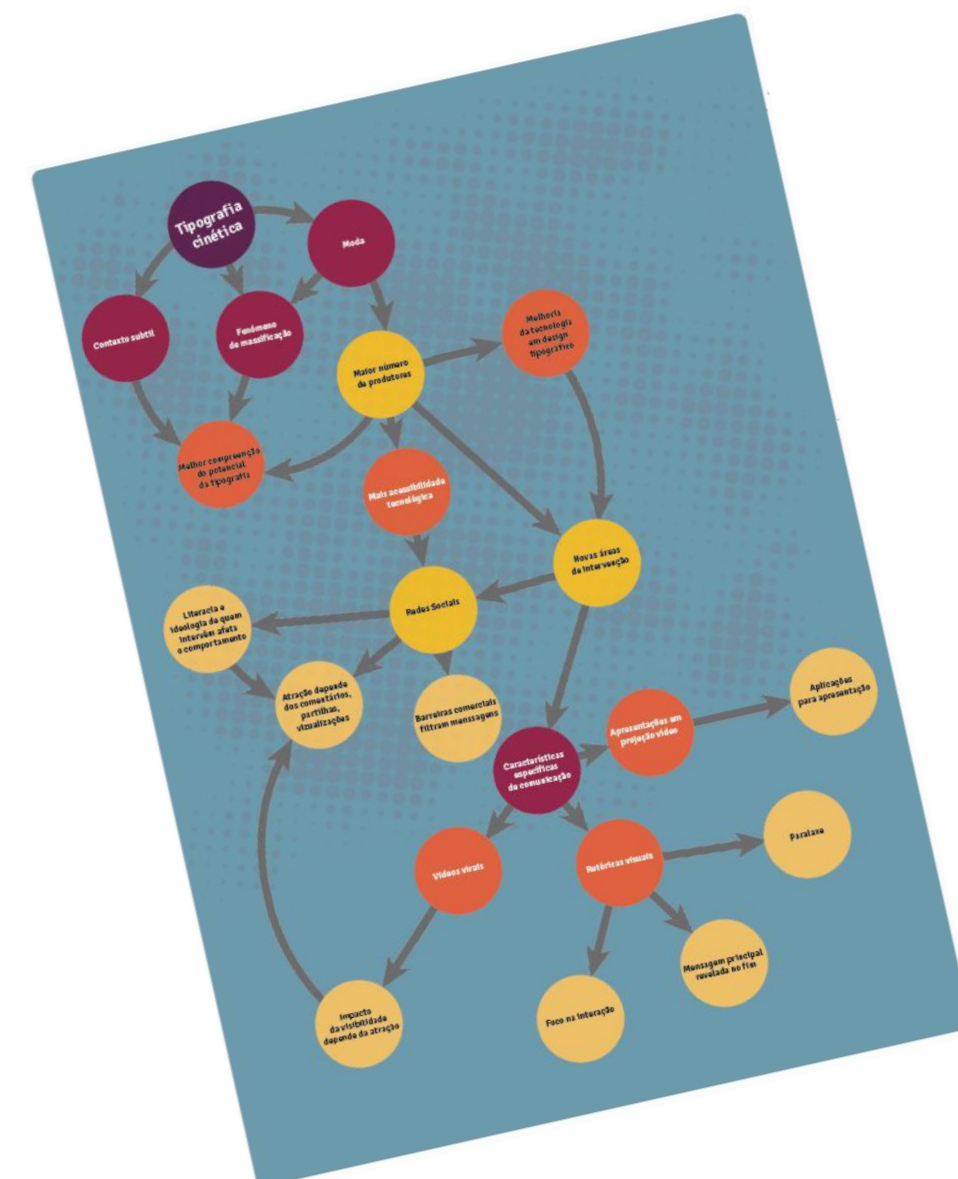 Tipografia
cinética
Moda
Contexto subtil
Fenómeno
de massificação
Maior número
de produtores
Melhoria
da tecnologia
em design
tipográfico
Melhor compreenção
do potencial
da tipografia
Mais acessibilidade
tecnológica
Novas áreas
de intervenção
Redes Sociais
Literacia e
ideologia de quem
intervém afeta
o comportamento
Atração depende
dos comentários,
partilhas,
vizualizações
Barreiras comerciais
filtram menssagens
Características
específicas
da comunicação
Apresentações em
projeção vídeo
Aplicações
para apresentação
Vídeos virais
Retóricas visuais
Paralaxe
Mensagem principal
revelada no fim
Foco na interação
Impacto
da visibilidade
depende da atração